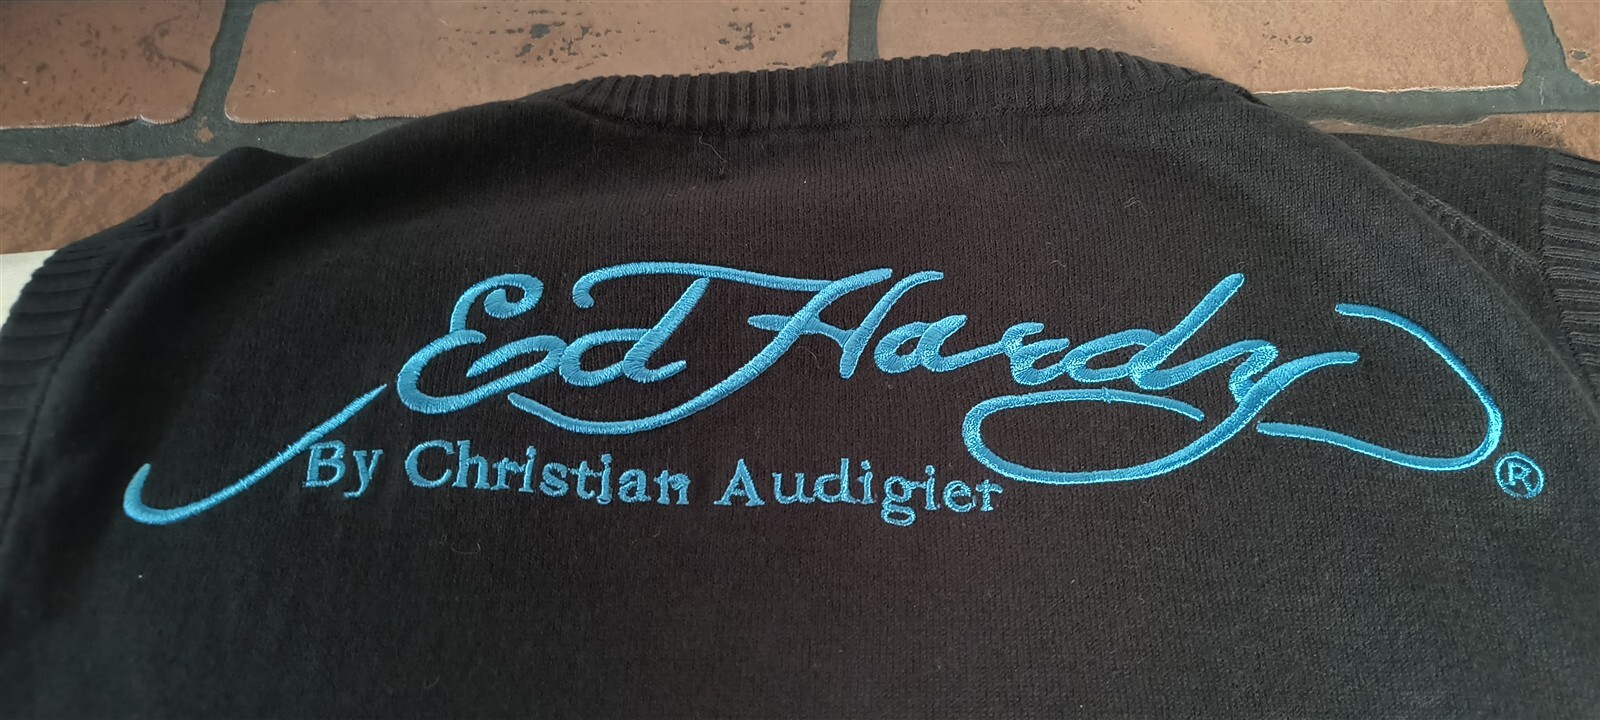 Ed Hardy ®
By Christian Audigier